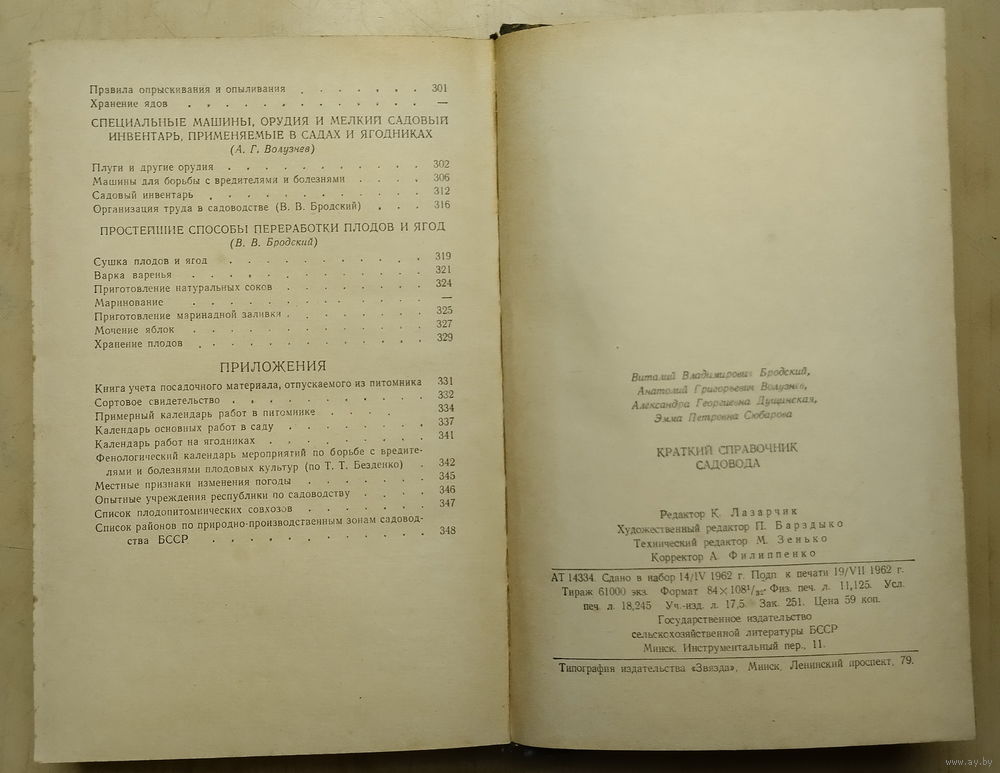 Правила опрыскивания и опыливания . . . . . . 301
Хранение ядов . . . . . . . . . . . . —
СПЕЦИАЛЬНЫЕ МАШИНЫ, ОРУДИЯ И МЕЛКИЙ САДОВЫЙ
ИНВЕНТАРЬ, ПРИМЕНЯЕМЫЕ В САДАХ И ЯГОДНИКАХ
(А. Г. Волузнев)
Плуги и другие орудия . . . . . . . . . . . 302
Машины для борьбы с вредителями и болезнями . . . . 306
Садовый инвентарь . . . . . . . . . . . . 312
Организация труда в садоводстве (В. В. Бродский) . . . 316
ПРОСТЕЙШИЕ СПОСОБЫ ПЕРЕРАБОТКИ ПЛОДОВ И ЯГОД
(В. В. Бродский)
Сушка плодов и ягод . . . . . . . . . . . 319
Варка варенья . . . . . . . . . . . . . 321
Приготовление натуральных соков . . . . . . . . 324
Маринование . . . . . . . . . . . . . —
Приготовление маринадной заливки . . . . . . . . 325
Мочение яблок . . . . . . . . . . . . . 327
Хранение плодов . . . . . . . . . . . . 329
ПРИЛОЖЕНИЯ
Книга учета посадочного материала, отпускаемого из питомника 331
Сортовое свидетельство . . . . . . . . . . . 332
Примерный календарь работ в питомнике . . . . . . 334
Календарь основных работ в саду . . . . . . . . 337
Календарь работ на ягодниках . . . . . . . . . 341
Фенологический календарь мероприятий по борьбе с вредите-
лями и болезнями плодовых культур (по Т. Т. Безденко) . 342
Местные признаки изменения погоды . . . . . . . 345
Опытные учреждения республики по садоводству . . . . 346
Список плодопитомнических совхозов . . . . . . . 347
Список районов по природно-производственным зонам садовод-
ства БССР . . . . . . . . . . . . 348
Виталий Владимирович Бродский,
Анатолий Григорьевич Волузнев,
Александра Георгиевна Дущинская,
Эмма Петровна Сюбарова
КРАТКИЙ СПРАВОЧНИК
САДОВОДА
Редактор К. Лазарчик
Художественный редактор П. Барздыко
Технический редактор М. Зенько
Корректор А. Филиппенко
АТ 14334. Сдано в набор 14/IV 1962 г. Подп. к печати 19/VII 1962 г.
Тираж 61000 экз. Формат 84×108¹/₃₂. Физ. печ. л. 11,125. Усл.
печ. л. 18,245 Уч.-изд. л. 17,5. Зак. 251. Цена 59 коп.
Государственное издательство
сельскохозяйственной литературы БССР
Минск, Инструментальный пер., 11.
Типография издательства «Звязда», Минск, Ленинский проспект, 79.
www.ay.by